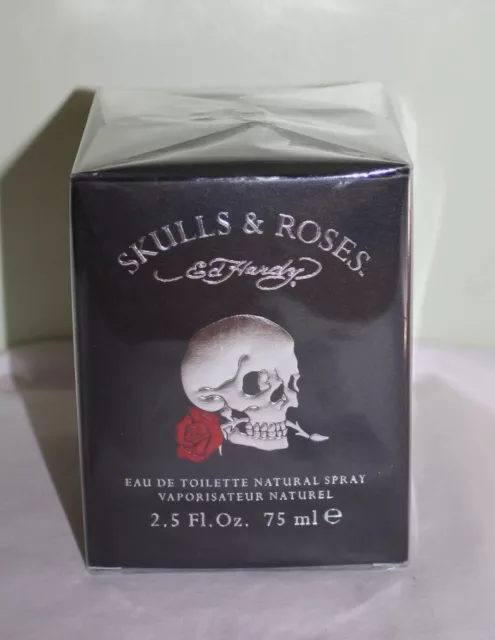 SKULLS & ROSES.
Ed Hardy.
EAU DE TOILETTE NATURAL SPRAY
VAPORISATEUR NATUREL
2.5 Fl.Oz. 75 ml ℮